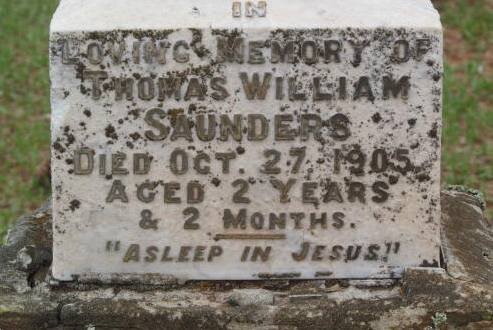 IN
LOVING MEMORY OF
THOMAS WILLIAM
SAUNDERS
DIED OCT. 27, 1905
AGED 2 YEARS
& 2 MONTHS.
"ASLEEP IN JESUS."